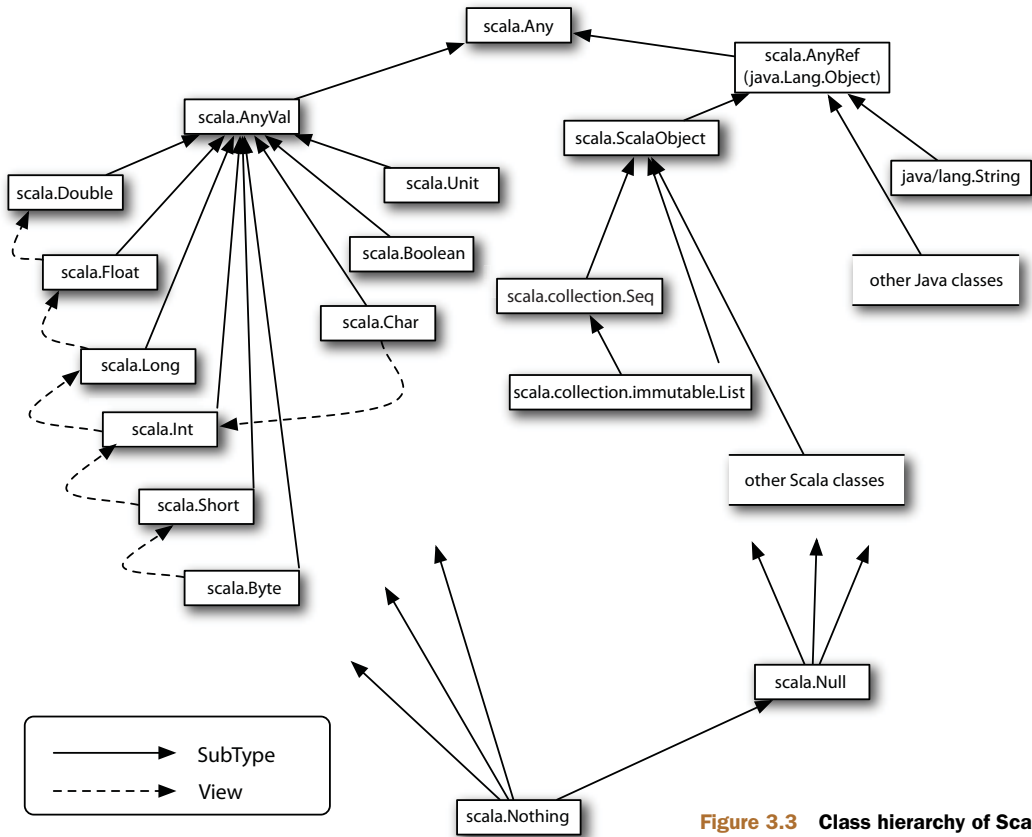 scala.Any
scala.AnyRef
(java.Lang.Object)
scala.AnyVal
scala.ScalaObject
scala.Double
scala.Unit
java/lang.String
scala.Float
scala.Boolean
other Java classes
scala.collection.Seq
scala.Char
scala.Long
scala.collection.immutable.List
scala.Int
other Scala classes
scala.Short
scala.Byte
scala.Null
SubType
View
scala.Nothing
Figure 3.3 Class hierarchy of Sca